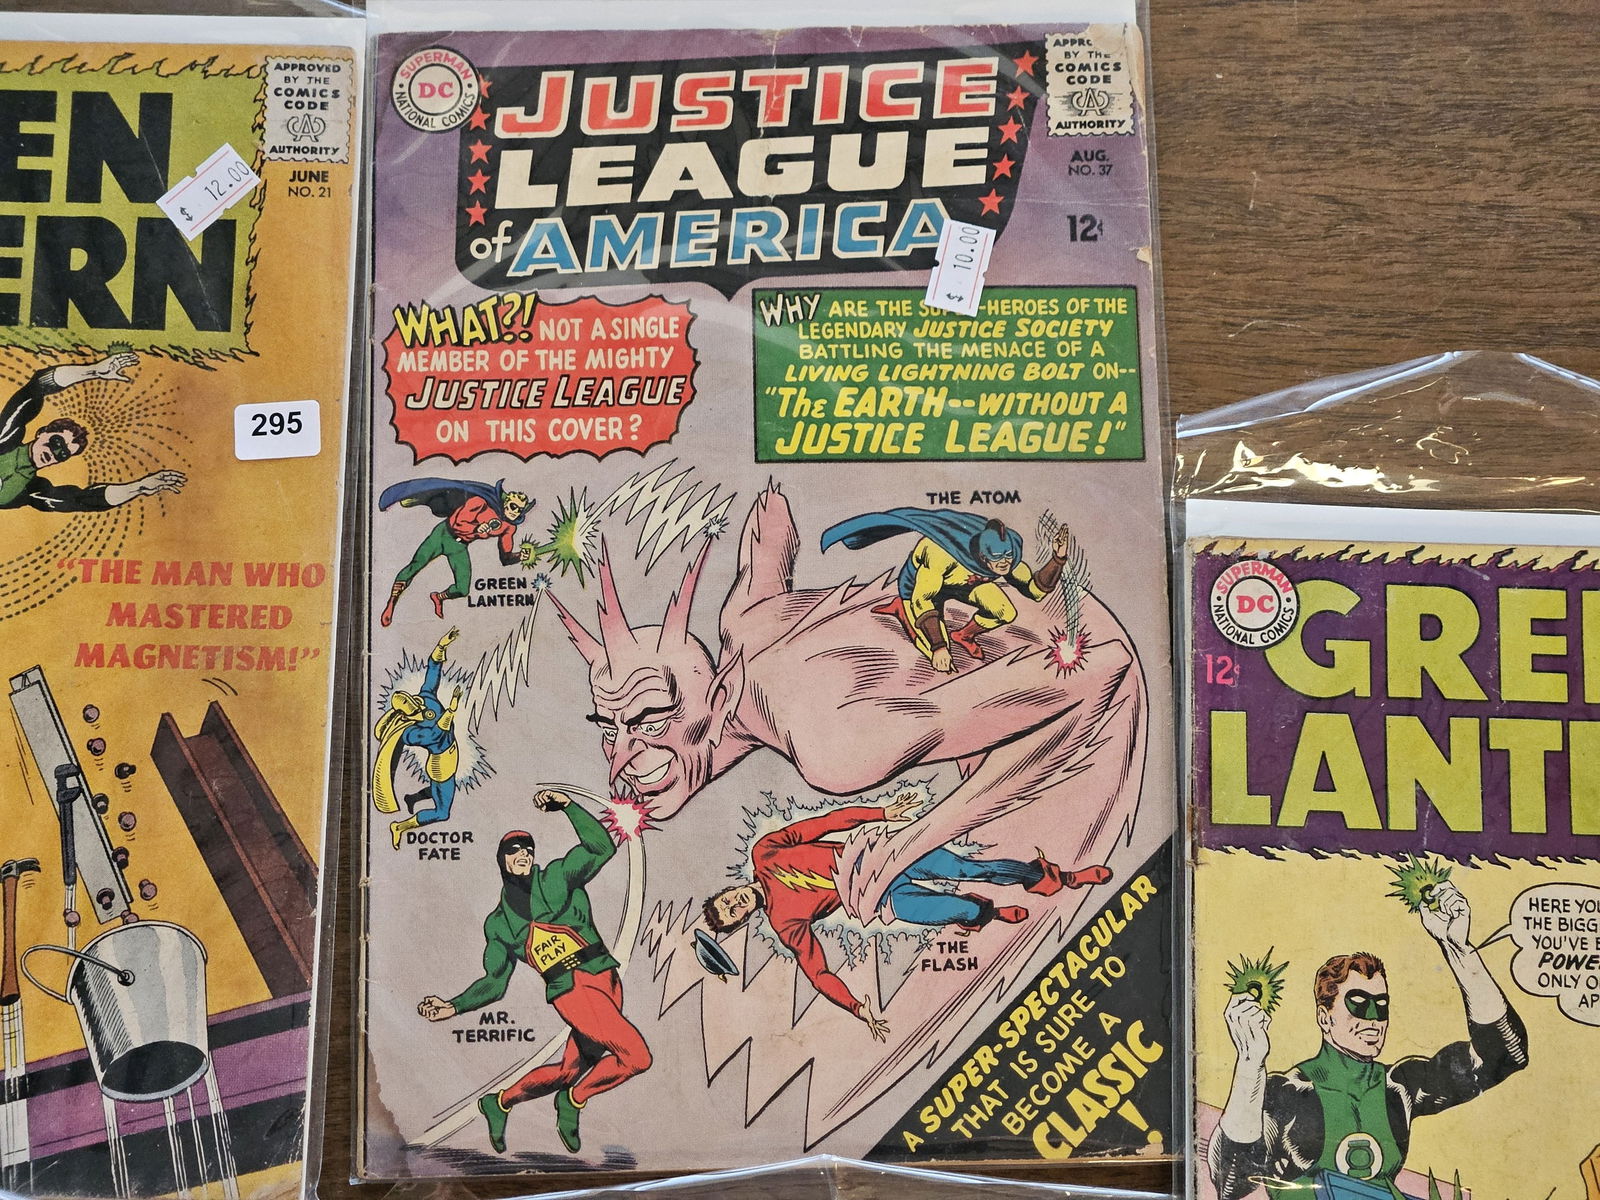 EN
ERN
APPROVED
BY THE
COMICS
CODE
AUTHORITY
JUNE
NO. 21
$ 12.00
295
"THE MAN WHO
MASTERED
MAGNETISM!"
SUPERMAN
DC
NATIONAL COMICS
JUSTICE
LEAGUE
of AMERICA
APPRO
BY THE
COMICS
CODE
AUTHORITY
AUG.
NO. 37
12¢
$ 10.00
WHAT?! NOT A SINGLE
MEMBER OF THE MIGHTY
JUSTICE LEAGUE
ON THIS COVER?
WHY ARE THE SUPER-HEROES OF THE
LEGENDARY JUSTICE SOCIETY
BATTLING THE MENACE OF A
LIVING LIGHTNING BOLT ON--
"The EARTH--WITHOUT A
JUSTICE LEAGUE!"
GREEN
LANTERN
THE ATOM
DOCTOR
FATE
FAIR
PLAY
MR.
TERRIFIC
THE
FLASH
A SUPER-SPECTACULAR
THAT IS SURE TO
BECOME A
CLASSIC!
SUPERMAN
DC
NATIONAL COMICS
12¢
GREE
LANTE
HERE YOU
THE BIGG
YOU'VE E
POWE
ONLY O
AP